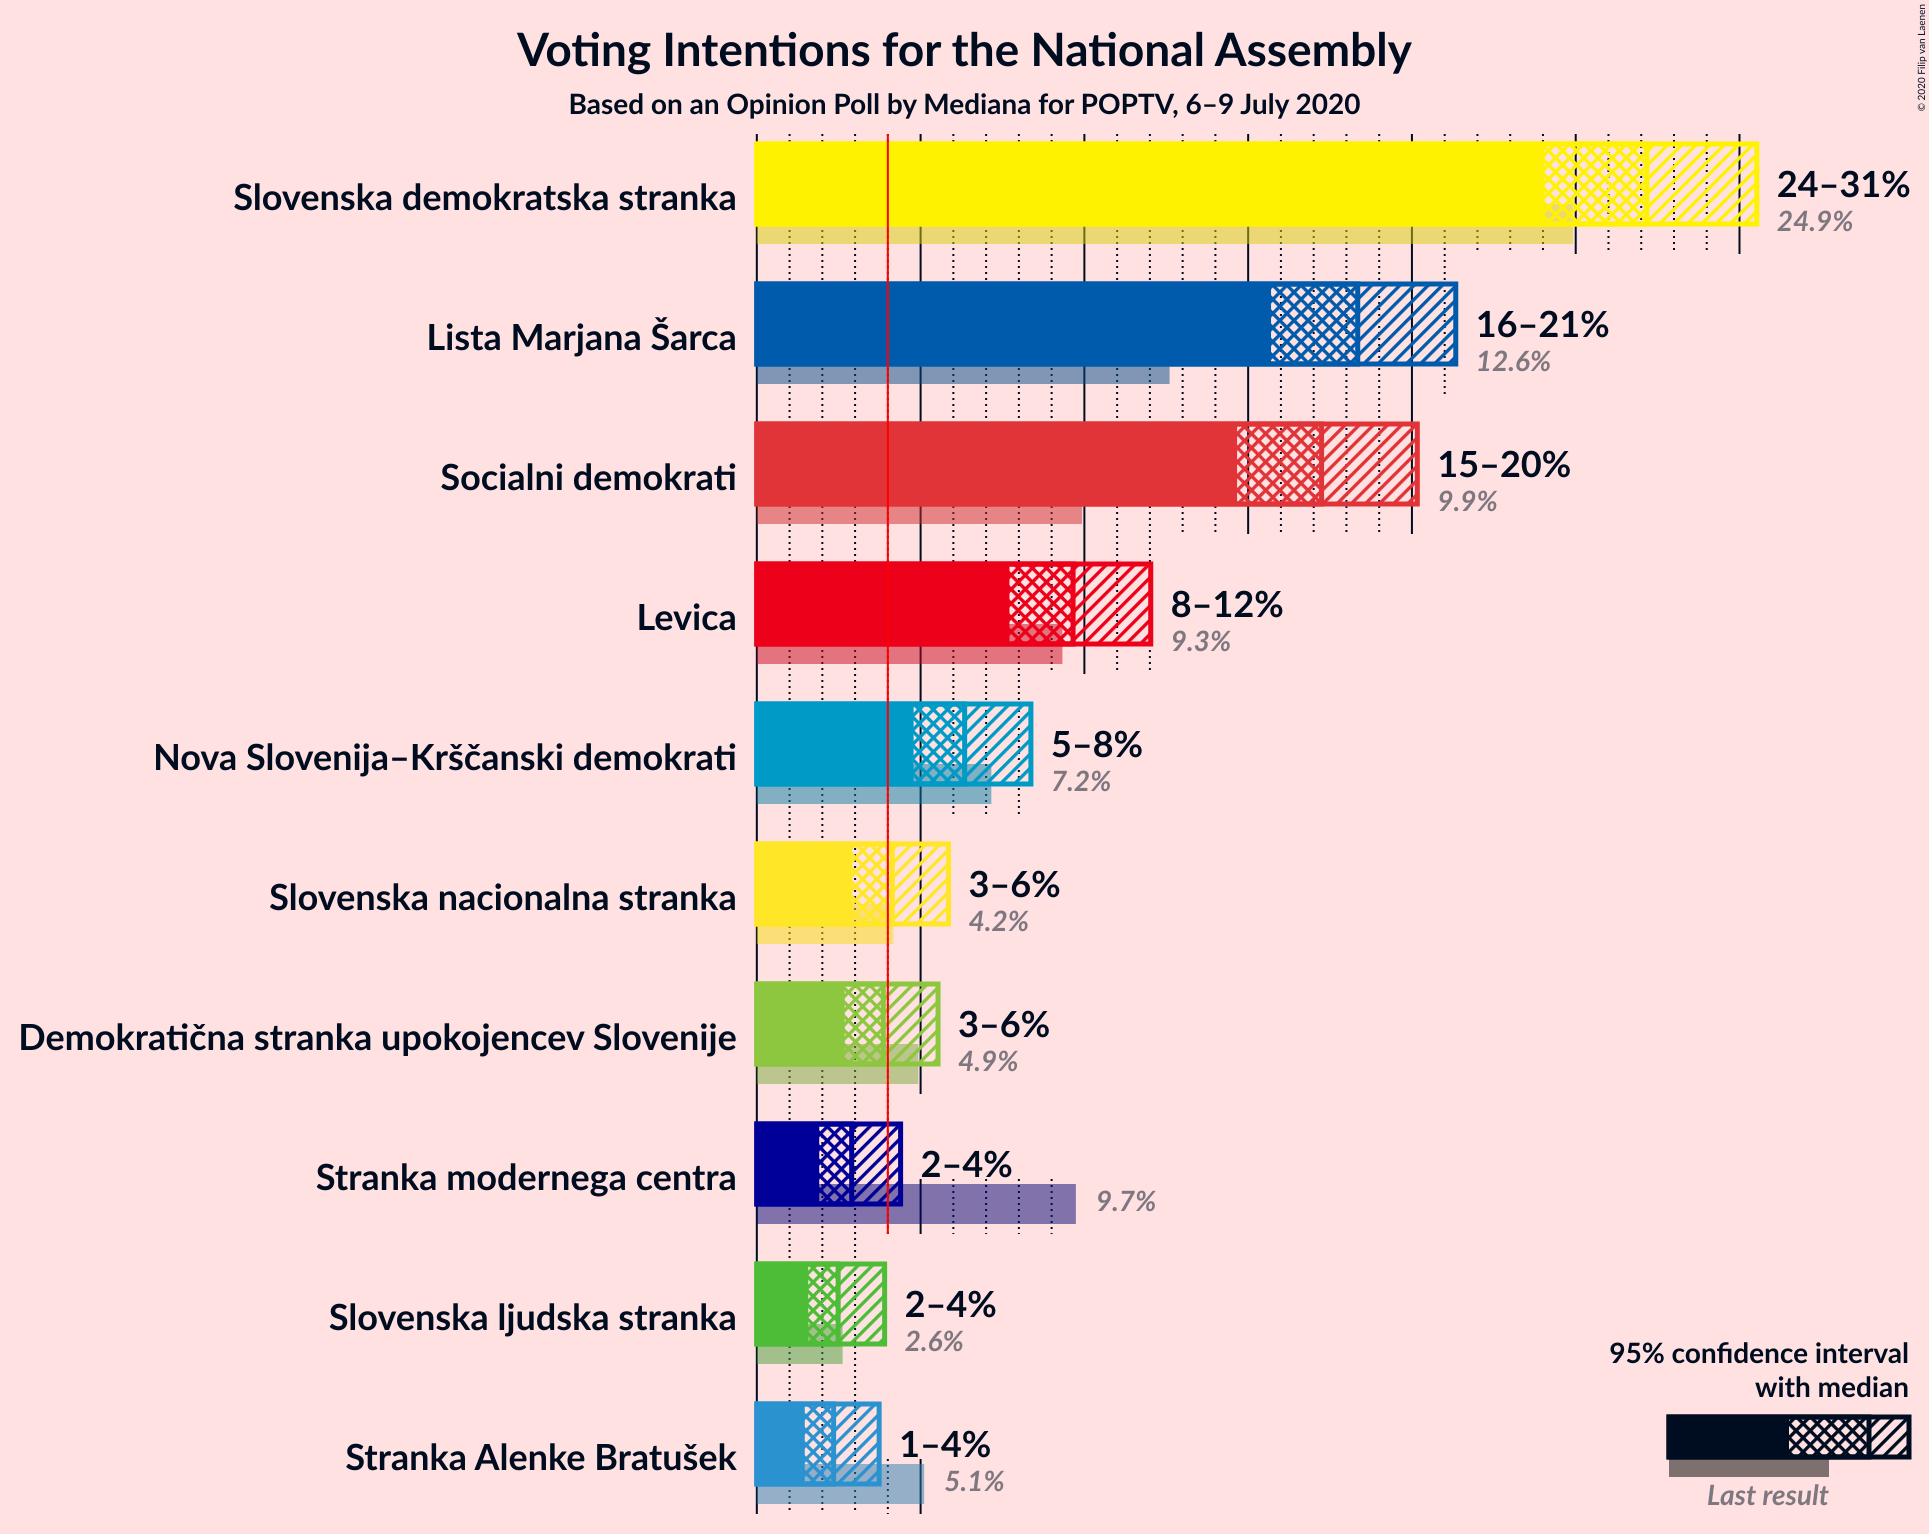 Voting Intentions for the National Assembly
Based on an Opinion Poll by Mediana for POPTV, 6–9 July 2020
© 2020 Filip van Laenen
Slovenska demokratska stranka
24–31%
24.9%
Lista Marjana Šarca
16–21%
12.6%
Socialni demokrati
15–20%
9.9%
Levica
8–12%
9.3%
Nova Slovenija–Krščanski demokrati
5–8%
7.2%
Slovenska nacionalna stranka
3–6%
4.2%
Demokratična stranka upokojencev Slovenije
3–6%
4.9%
Stranka modernega centra
2–4%
9.7%
Slovenska ljudska stranka
2–4%
2.6%
Stranka Alenke Bratušek
1–4%
5.1%
95% confidence interval
with median
Last result